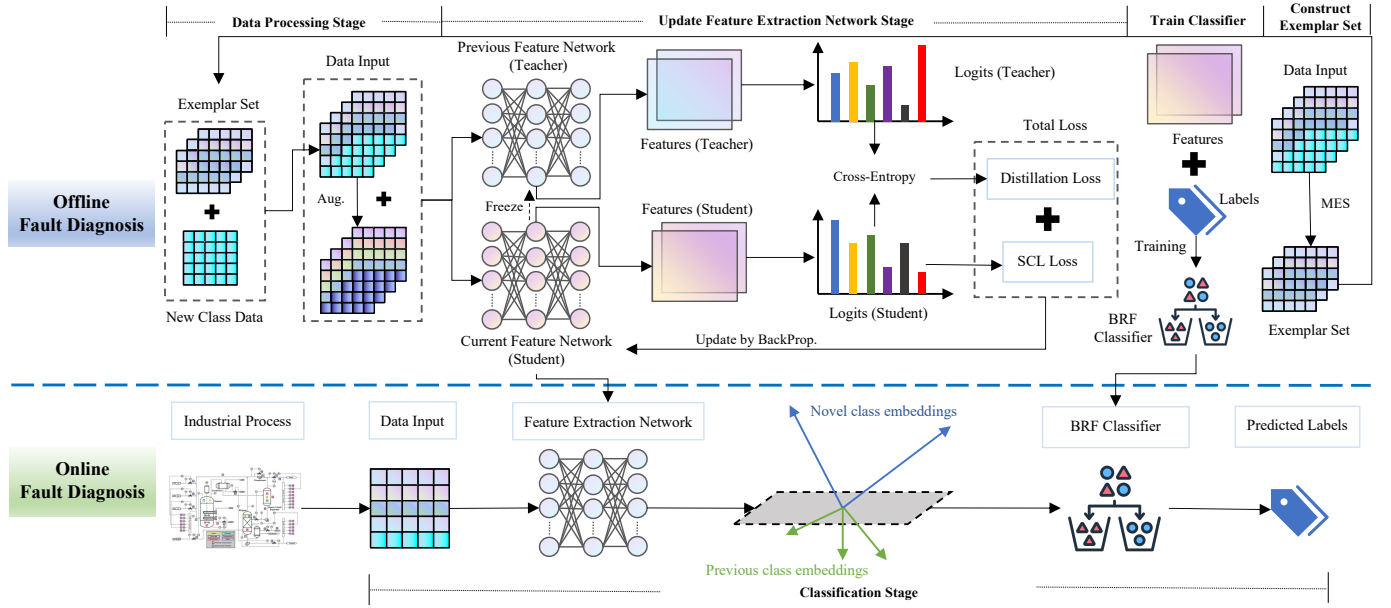 Data Processing Stage
Update Feature Extraction Network Stage
Train Classifier
Construct
Exemplar Set
Previous Feature Network
(Teacher)
Data Input
Exemplar Set
New Class Data
Aug.
Freeze
Current Feature Network
(Student)
Features (Teacher)
Features (Student)
Logits (Teacher)
Cross-Entropy
Logits (Student)
Total Loss
Distillation Loss
SCL Loss
Update by BackProp.
Features
Labels
Training
BRF
Classifier
Data Input
MES
Exemplar Set
Offline
Fault Diagnosis
Online
Fault Diagnosis
Industrial Process
Data Input
Feature Extraction Network
Novel class embeddings
Previous class embeddings
BRF Classifier
Predicted Labels
Classification Stage